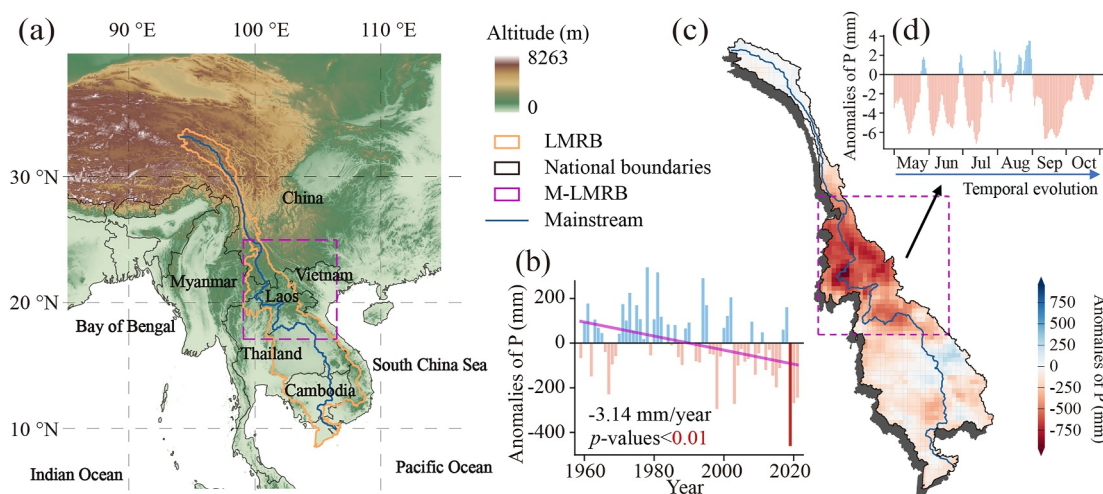 (a)
90 °E
100 °E
110 °E
30 °N
20 °N
10 °N
China
Myanmar
Vietnam
Laos
Bay of Bengal
Thailand
South China Sea
Cambodia
Indian Ocean
Pacific Ocean
Altitude (m)
8263
0
LMRB
National boundaries
M-LMRB
Mainstream
(b)
Anomalies of P (mm)
200
0
-200
-400
-3.14 mm/year
p-values<0.01
1960
1980
2000
2020
Year
(c)
750
500
250
0
-250
-500
-750
Anomalies of P (mm)
(d)
Anomalies of P (mm)
4
2
0
-2
-4
-6
May
Jun
Jul
Aug
Sep
Oct
Temporal evolution